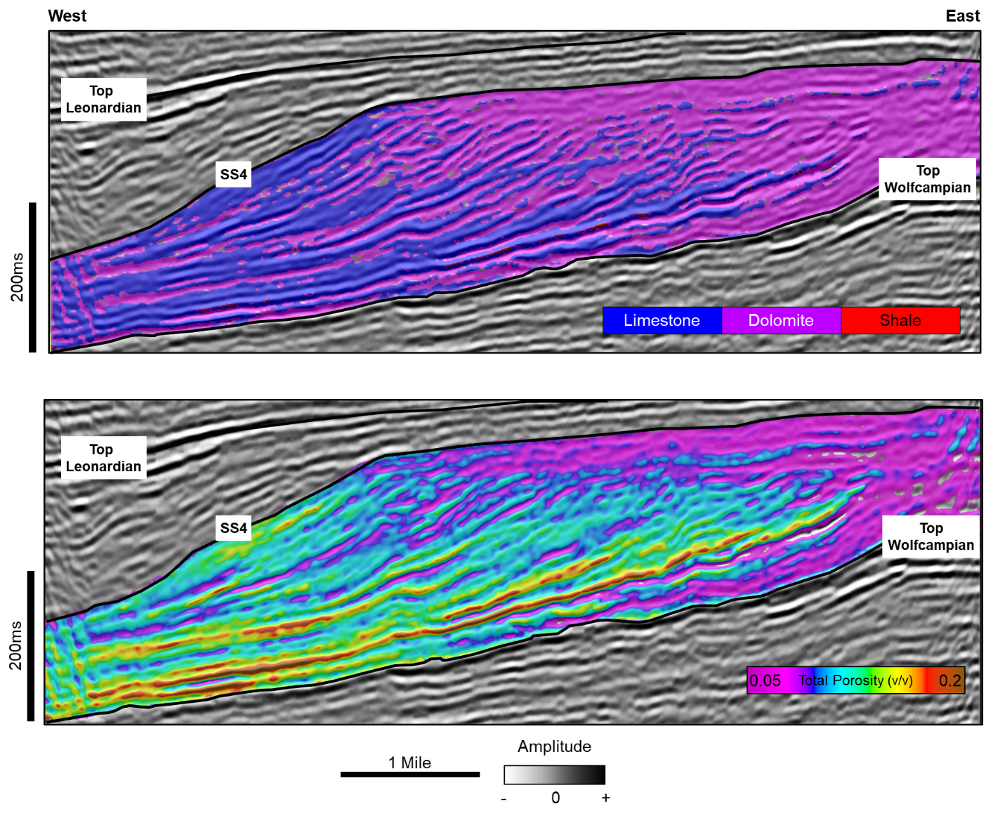 West
East
Top
Leonardian
SS4
Top
Wolfcampian
200ms
Limestone
Dolomite
Shale
Top
Leonardian
SS4
Top
Wolfcampian
200ms
0.05
Total Porosity (v/v)
0.2
Amplitude
1 Mile
-
0
+